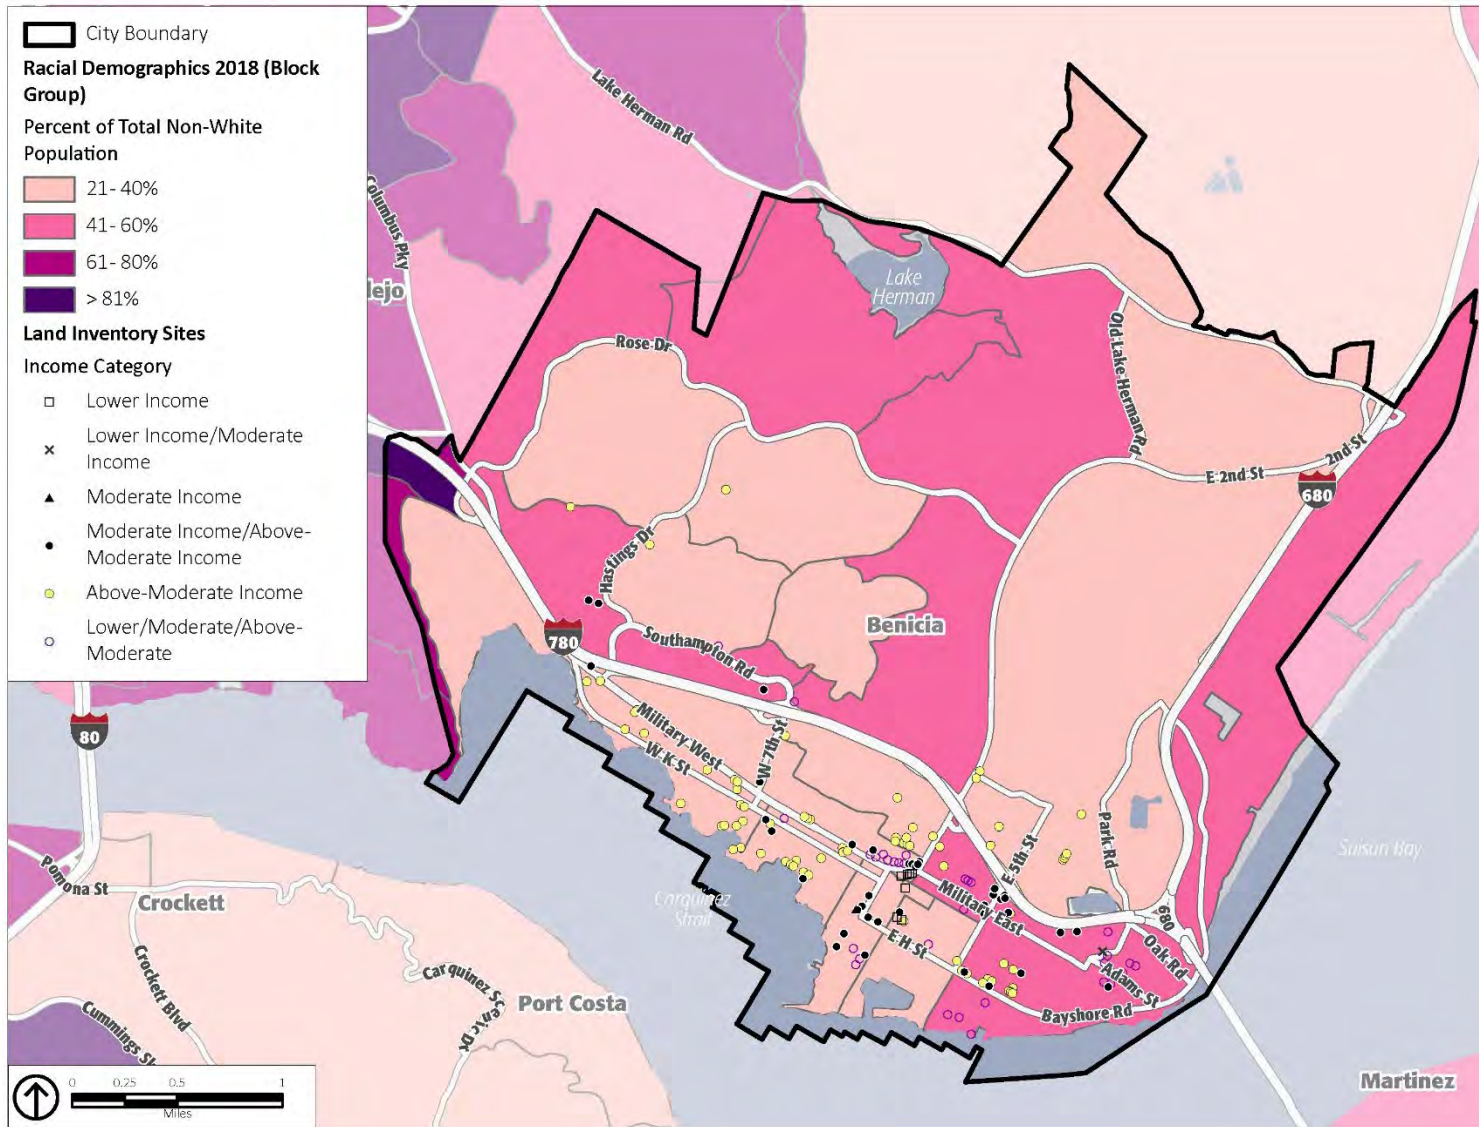 City Boundary
Racial Demographics 2018 (Block
Group)
Percent of Total Non-White
Population
21- 40%
41- 60%
61- 80%
> 81%
Land Inventory Sites
Income Category
Lower Income
Lower Income/Moderate
Income
Moderate Income
Moderate Income/Above-
Moderate Income
Above-Moderate Income
Lower/Moderate/Above-
Moderate
Lake Herman Rd
Columbus Pky
lejo
Lake
Herman
Rose Dr
Old Lake Herman Rd
E 2nd St
2nd St
680
Hastings Dr
Benicia
780
Southampton Rd
80
Military West
W K St
W 7th St
Park Rd
E 5th St
Suisun Bay
Pomona St
Crockett
Carquinez
Strait
Military East
680
E H St
Oak Rd
Adams St
Crockett Blvd
Carquinez Sc
enic Dr
Port Costa
Bayshore Rd
Cummings Sk
Martinez
0 0.25 0.5 1
Miles